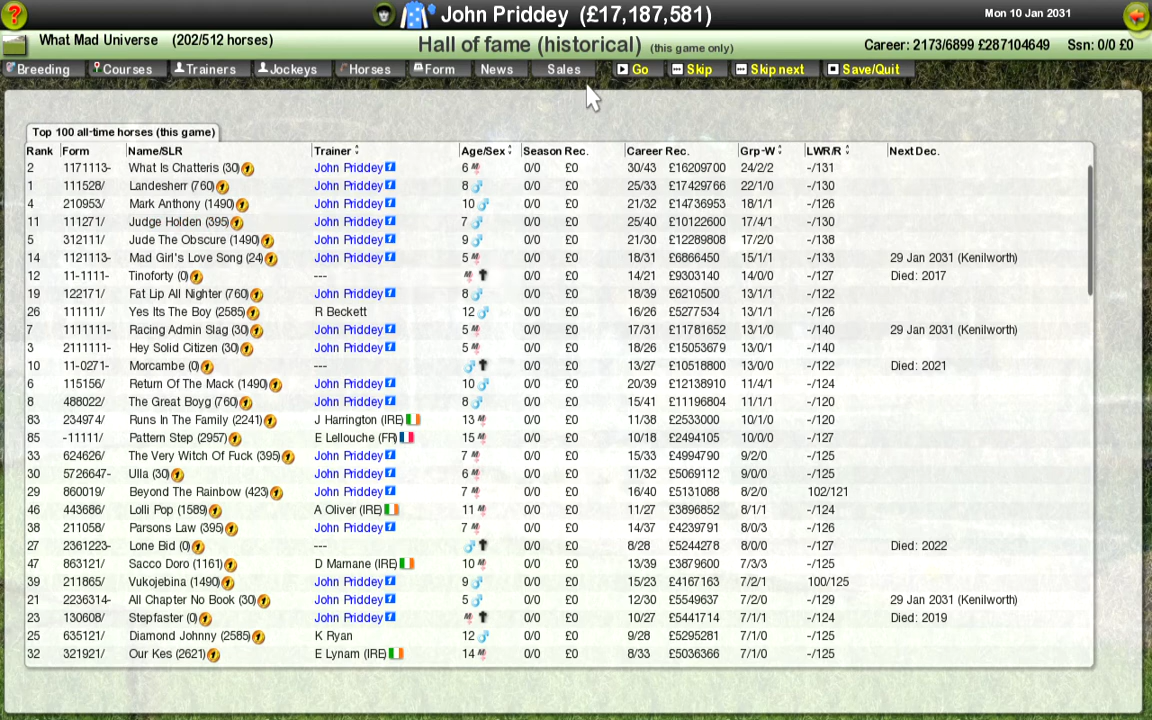 ?
John Priddey (£17,187,581)
Mon 10 Jan 2031
What Mad Universe (202/512 horses)
Hall of fame (historical) (this game only)
Career: 2173/6899 £287104649 Ssn: 0/0 £0
Breeding Courses Trainers Jockeys Horses Form News Sales Go Skip Skip next Save/Quit
Top 100 all-time horses (this game)
Rank Form Name/SLR Trainer Age/Sex Season Rec. Career Rec. Grp-W LWR/R Next Dec.
2 1171113- What Is Chatteris (30) John Priddey 6 0/0 £0 30/43 £16209700 24/2/2 -/131
1 111528/ Landesherr (760) John Priddey 8 0/0 £0 25/33 £17429766 22/1/0 -/130
4 210953/ Mark Anthony (1490) John Priddey 10 0/0 £0 21/32 £14736953 18/1/1 -/126
11 111271/ Judge Holden (395) John Priddey 7 0/0 £0 25/40 £10122600 17/4/1 -/130
5 312111/ Jude The Obscure (1490) John Priddey 9 0/0 £0 21/30 £12289808 17/2/0 -/138
14 1121113- Mad Girl's Love Song (24) John Priddey 5 0/0 £0 18/31 £6866450 15/1/1 -/133 29 Jan 2031 (Kenilworth)
12 11-1111- Tinoforty (0) --- 0/0 £0 14/21 £9303140 14/0/0 -/127 Died: 2017
19 122171/ Fat Lip All Nighter (760) John Priddey 8 0/0 £0 18/39 £6210500 13/1/1 -/122
26 111111/ Yes Its The Boy (2585) R Beckett 12 0/0 £0 16/26 £5277534 13/1/1 -/126
7 1111111- Racing Admin Slag (30) John Priddey 5 0/0 £0 17/31 £11781652 13/1/0 -/140 29 Jan 2031 (Kenilworth)
3 2111111- Hey Solid Citizen (30) John Priddey 5 0/0 £0 18/26 £15053679 13/0/1 -/140
10 11-0271- Morcambe (0) --- 0/0 £0 13/27 £10518800 13/0/0 -/122 Died: 2021
6 115156/ Return Of The Mack (1490) John Priddey 10 0/0 £0 20/39 £12138910 11/4/1 -/124
8 488022/ The Great Boyg (760) John Priddey 8 0/0 £0 15/41 £11196804 11/1/1 -/126
83 234974/ Runs In The Family (2241) J Harrington (IRE) 13 0/0 £0 11/38 £2533000 10/1/0 -/120
85 -11111/ Pattern Step (2957) E Lellouche (FR) 15 0/0 £0 10/18 £2494105 10/0/0 -/127
33 624626/ The Very Witch Of Fuck (395) John Priddey 7 0/0 £0 15/33 £4994790 9/2/0 -/125
30 5726647- Ulla (30) John Priddey 6 0/0 £0 11/32 £5069112 9/0/0 -/125
29 860019/ Beyond The Rainbow (423) John Priddey 7 0/0 £0 16/40 £5131088 8/2/0 102/121
46 443686/ Lolli Pop (1589) A Oliver (IRE) 11 0/0 £0 11/27 £3896852 8/1/1 -/124
38 211058/ Parsons Law (395) John Priddey 7 0/0 £0 14/37 £4239791 8/0/3 -/126
27 2361223- Lone Bid (0) --- 0/0 £0 8/28 £5244278 8/0/0 -/127 Died: 2022
47 863121/ Sacco Doro (1161) D Marnane (IRE) 10 0/0 £0 13/39 £3879600 7/3/3 -/125
39 211865/ Vukojebina (1490) John Priddey 9 0/0 £0 15/23 £4167163 7/2/1 100/125
21 2236314- All Chapter No Book (30) John Priddey 5 0/0 £0 12/30 £5549637 7/2/0 -/129 29 Jan 2031 (Kenilworth)
23 130608/ Stepfaster (0) John Priddey 0/0 £0 10/27 £5441714 7/1/1 -/124 Died: 2019
25 635121/ Diamond Johnny (2585) K Ryan 12 0/0 £0 9/28 £5295281 7/1/0 -/125
32 321921/ Our Kes (2621) E Lynam (IRE) 14 0/0 £0 8/33 £5036366 7/1/0 -/125